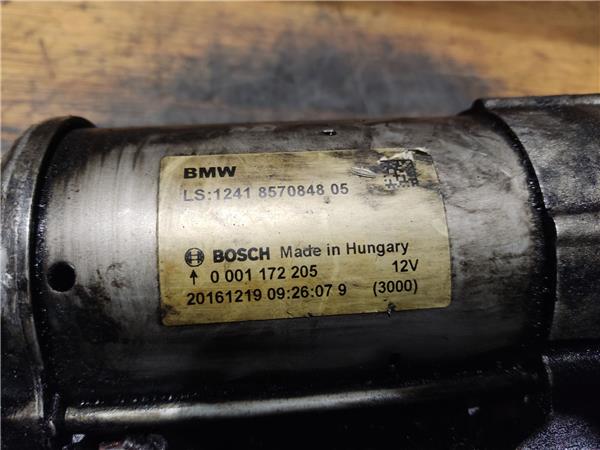 BMW
LS:1241 8570848 05
BOSCH Made in Hungary
0 001 172 205 12V
20161219 09:26:07 9 (3000)